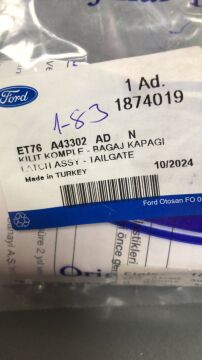 Ford
1 Ad.
1874019
1-83
ET76 A43302 AD N
KILIT KOMPLE - BAGAJ KAPAGI
LATCH ASSY - TAILGATE
Made in TURKEY
10/2024
Ford Otosan FO 0